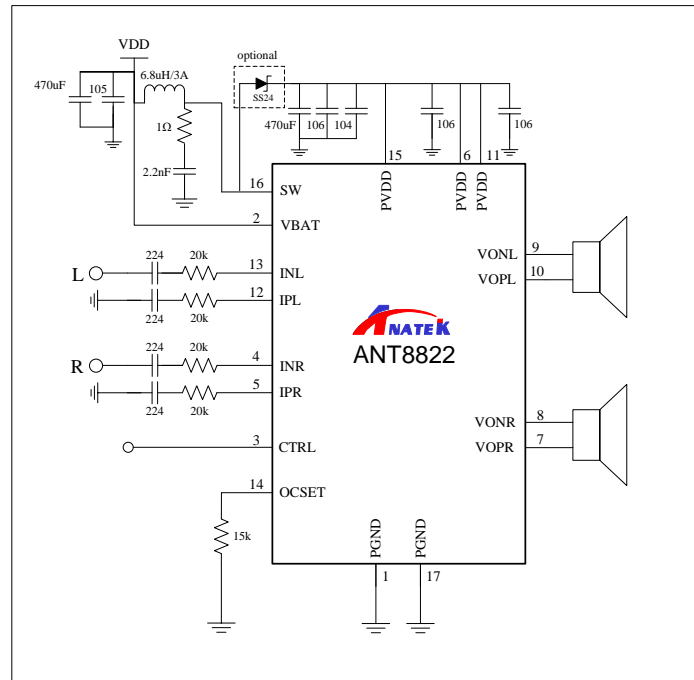 VDD
optional
470uF
105
6.8uH/3A
SS24
1Ω
2.2nF
470uF
106
104
106
106
15
6
11
PVDD
PVDD
PVDD
16
SW
2
VBAT
L
224
20k
13
INL
224
20k
12
IPL
R
224
20k
4
INR
224
20k
5
IPR
3
CTRL
14
OCSET
15k
ANATEK
ANT8822
VONL
9
VOPL
10
VONR
8
VOPR
7
PGND
PGND
1
17